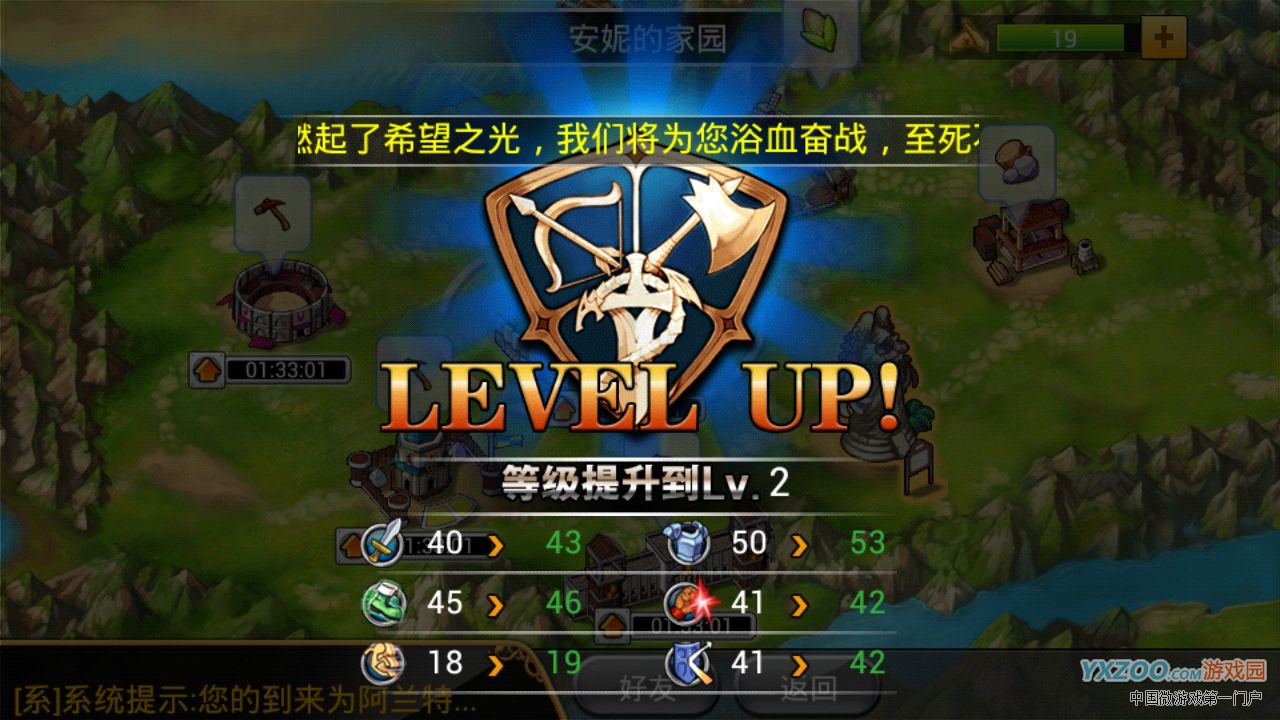 安妮的家园
19
燃起了希望之光，我们将为您浴血奋战，至死不
01:33:01
LEVEL UP!
等级提升到Lv.2
40 43 50 53
45 46 41 42
01:33:01
18 19 41 42
好友 返回
[系]系统提示:您的到来为阿兰特...
YXZOO.COM游戏园
中国微游戏第一门户